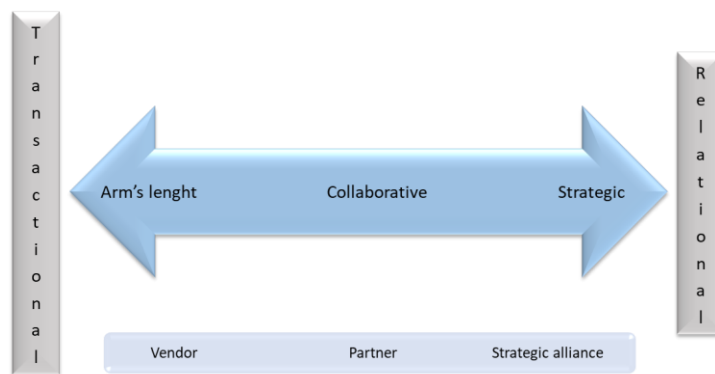 Transactional
Arm's lenght Collaborative Strategic
Relational
Vendor Partner Strategic alliance